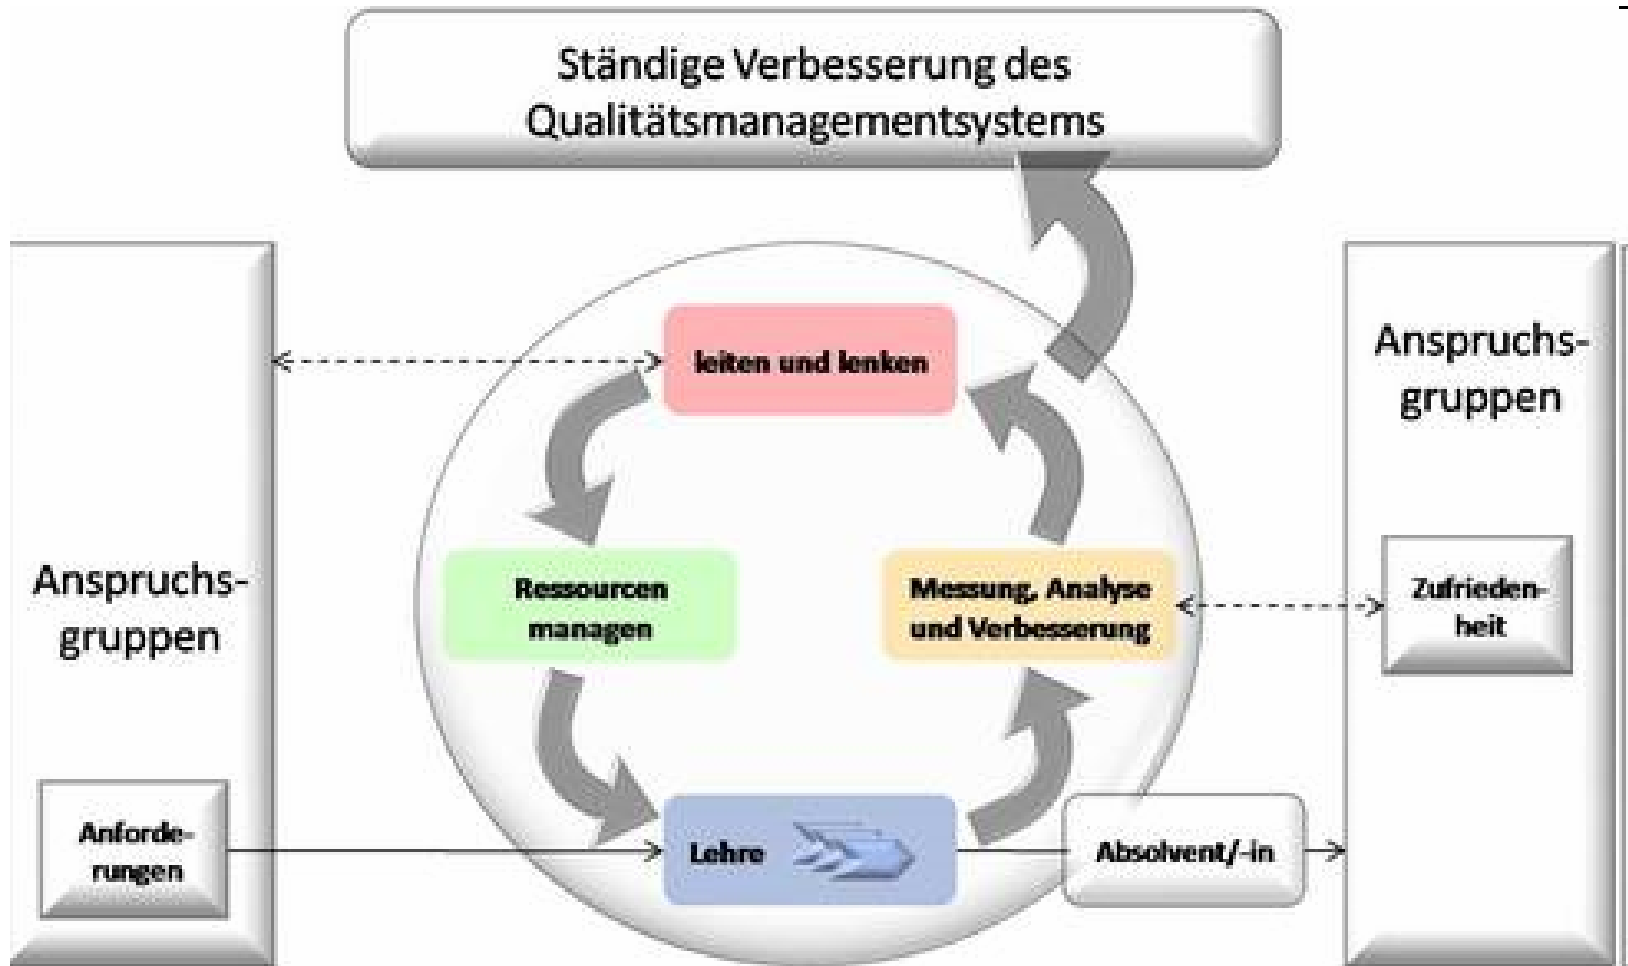 Ständige Verbesserung des
Qualitätsmanagementsystems
leiten und lenken
Anspruchs-
gruppen
Anspruchs-
gruppen
Ressourcen
managen
Messung, Analyse
und Verbesserung
Zufrieden-
heit
Anforde-
rungen
Lehre
Absolvent/-in